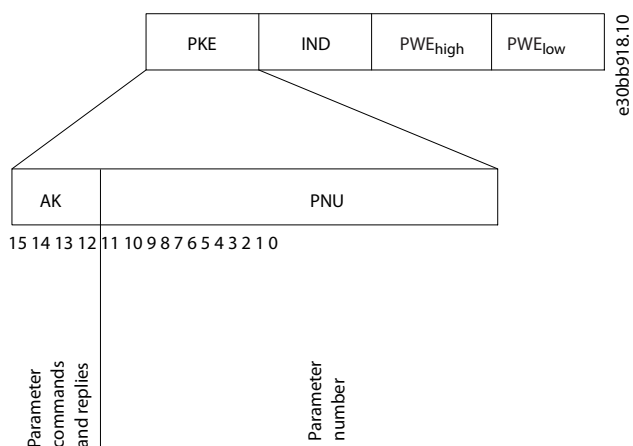 PKE IND PWEhigh PWElow
e30bb918.10
AK PNU
15 14 13 12 11 10 9 8 7 6 5 4 3 2 1 0
Parameter
commands
and replies
Parameter
number